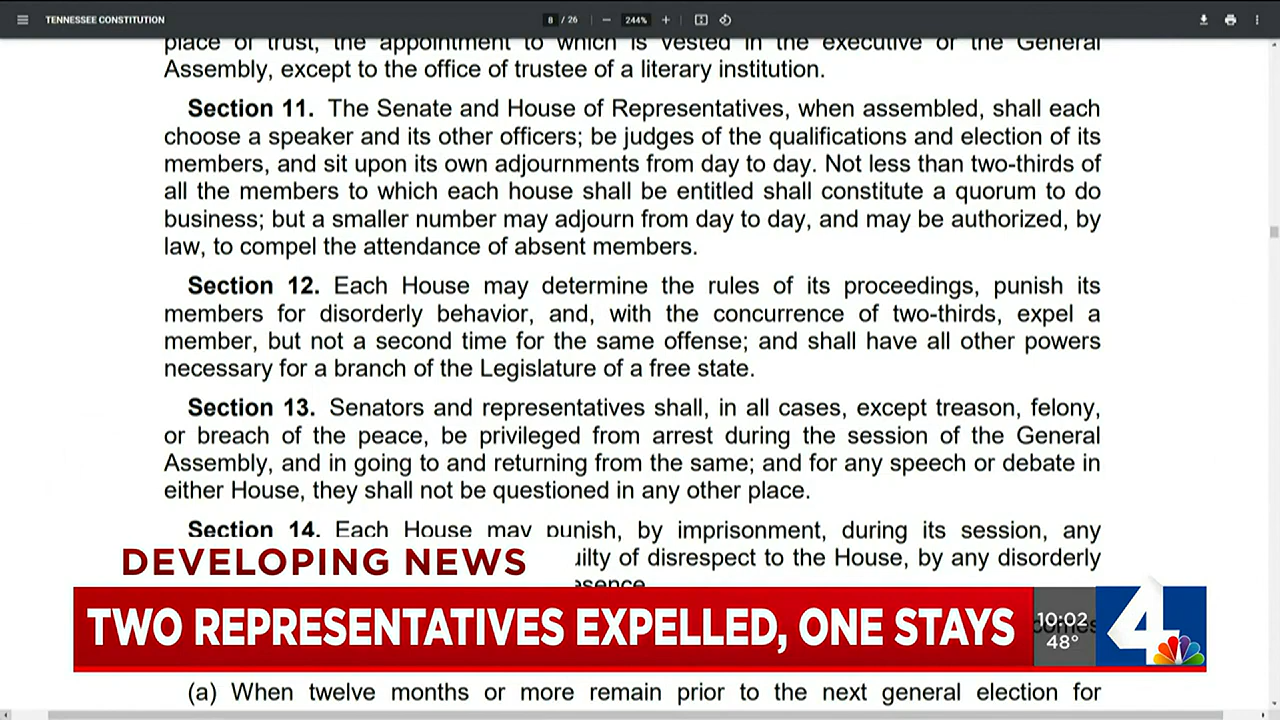 TENNESSEE CONSTITUTION
8 / 26
244%
place of trust, the appointment to which is vested in the executive or the General
Assembly, except to the office of trustee of a literary institution.
Section 11. The Senate and House of Representatives, when assembled, shall each
choose a speaker and its other officers; be judges of the qualifications and election of its
members, and sit upon its own adjournments from day to day. Not less than two-thirds of
all the members to which each house shall be entitled shall constitute a quorum to do
business; but a smaller number may adjourn from day to day, and may be authorized, by
law, to compel the attendance of absent members.
Section 12. Each House may determine the rules of its proceedings, punish its
members for disorderly behavior, and, with the concurrence of two-thirds, expel a
member, but not a second time for the same offense; and shall have all other powers
necessary for a branch of the Legislature of a free state.
Section 13. Senators and representatives shall, in all cases, except treason, felony,
or breach of the peace, be privileged from arrest during the session of the General
Assembly, and in going to and returning from the same; and for any speech or debate in
either House, they shall not be questioned in any other place.
Section 14. Each House may punish, by imprisonment, during its session, any
of disrespect to the House, by any disorderly
DEVELOPING NEWS
TWO REPRESENTATIVES EXPELLED, ONE STAYS
10:02
48°
4
(a) When twelve months or more remain prior to the next general election for